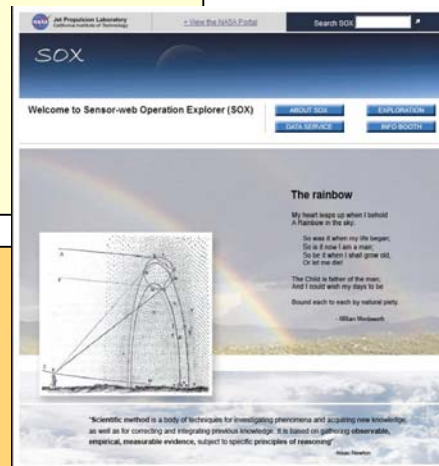 Jet Propulsion Laboratory
California Institute of Technology
+ View the NASA Portal
Search SOX
SOX
Welcome to Sensor-web Operation Explorer (SOX)
ABOUT SOX
EXPLORATION
DATA SERVICE
INFO BOOTH
The rainbow
My heart leaps up when I behold
A Rainbow in the sky:
So was it when my life began;
So is it now I am a man;
So be it when I shall grow old,
Or let me die!
The Child is father of the man;
And I could wish my days to be
Bound each to each by natural piety.
"Scientific method is a body of techniques for investigating phenomena and acquiring new knowledge,
as well as for correcting and integrating previous knowledge. It is based on gathering observable,
empirical, measurable evidence, subject to specific principles of reasoning"
- Issac Newton